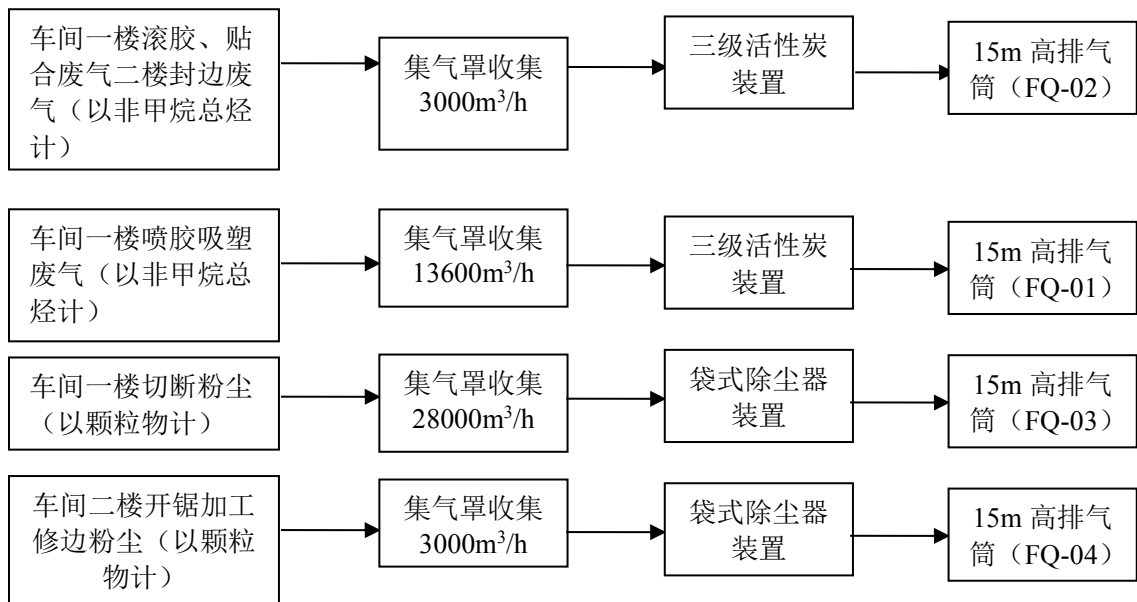 车间一楼滚胶、贴
合废气二楼封边废
气（以非甲烷总烃
计）
集气罩收集
3000m³/h
三级活性炭
装置
15m 高排气
筒（FQ-02）
车间一楼喷胶吸塑
废气（以非甲烷总
烃计）
集气罩收集
13600m³/h
三级活性炭
装置
15m 高排气
筒（FQ-01）
车间一楼切断粉尘
（以颗粒物计）
集气罩收集
28000m³/h
袋式除尘器
装置
15m 高排气
筒（FQ-03）
车间二楼开锯加工
修边粉尘（以颗粒
物计）
集气罩收集
3000m³/h
袋式除尘器
装置
15m 高排气
筒（FQ-04）